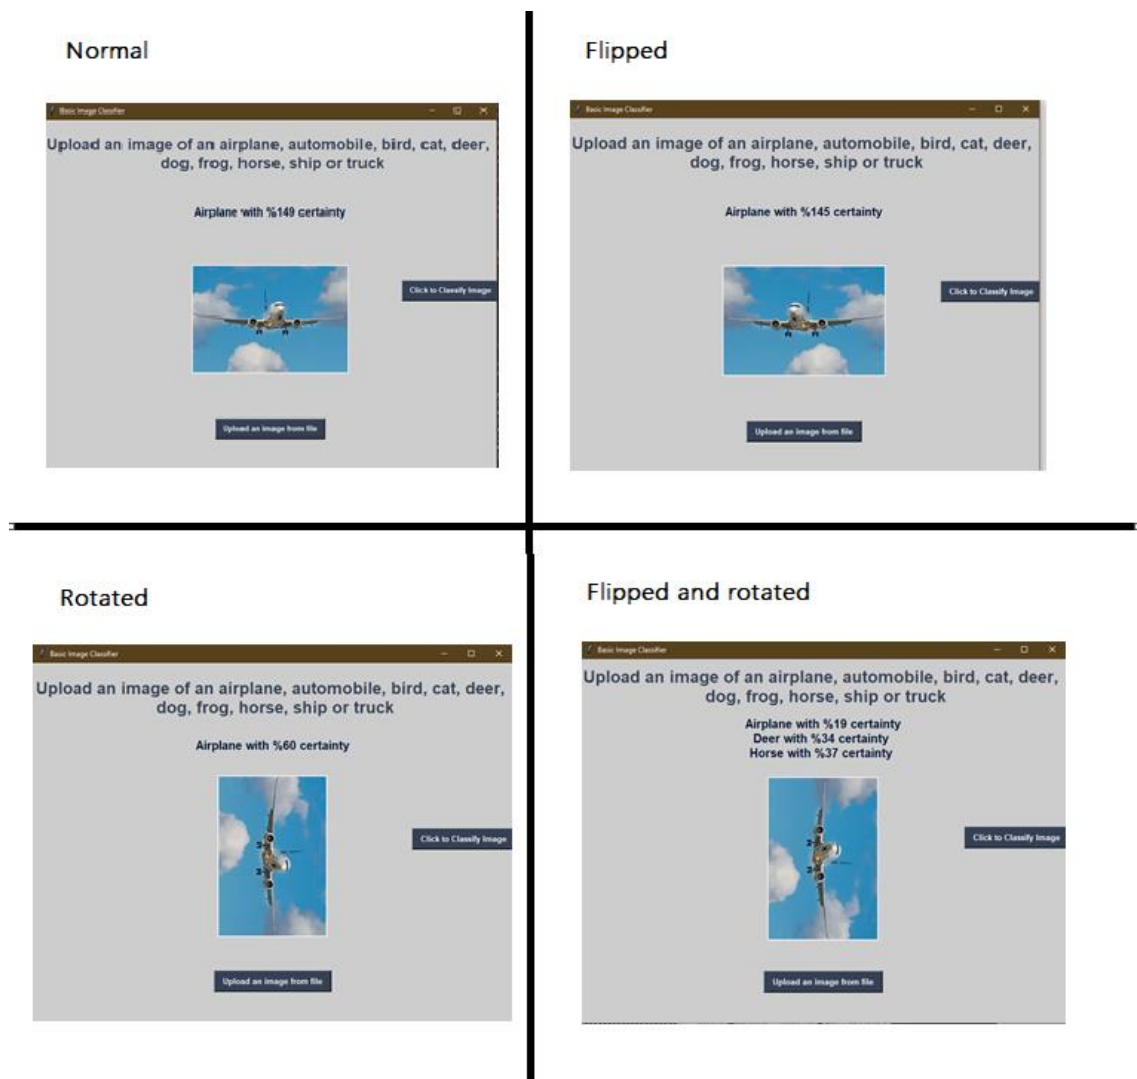 Normal
Basic Image Classifier
Upload an image of an airplane, automobile, bird, cat, deer,
dog, frog, horse, ship or truck
Airplane with %149 certainty
Click to Classify Image
Upload an image from file
Flipped
Basic Image Classifier
Upload an image of an airplane, automobile, bird, cat, deer,
dog, frog, horse, ship or truck
Airplane with %145 certainty
Click to Classify Image
Upload an image from file
Rotated
Basic Image Classifier
Upload an image of an airplane, automobile, bird, cat, deer,
dog, frog, horse, ship or truck
Airplane with %60 certainty
Click to Classify Image
Upload an image from file
Flipped and rotated
Basic Image Classifier
Upload an image of an airplane, automobile, bird, cat, deer,
dog, frog, horse, ship or truck
Airplane with %19 certainty
Deer with %34 certainty
Horse with %37 certainty
Click to Classify Image
Upload an image from file